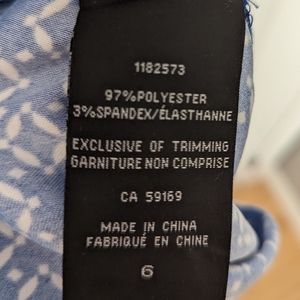 1182573
97%POLYESTER
3%SPANDEX/ÉLASTHANNE
EXCLUSIVE OF TRIMMING
GARNITURE NON COMPRISE
CA 59169
MADE IN CHINA
FABRIQUÉ EN CHINE
6